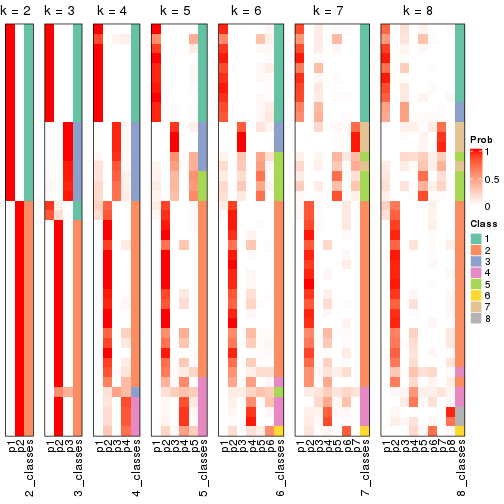 k = 2 k = 3 k = 4 k = 5 k = 6 k = 7 k = 8
Prob
1
0.5
0
Class
1
2
3
4
5
6
7
8
p1 p2 2_classes
p1 p2 p3 3_classes
p1 p2 p3 p4 4_classes
p1 p2 p3 p4 p5 5_classes
p1 p2 p3 p4 p5 p6 6_classes
p1 p2 p3 p4 p5 p6 p7 7_classes
p1 p2 p3 p4 p5 p6 p7 p8 8_classes